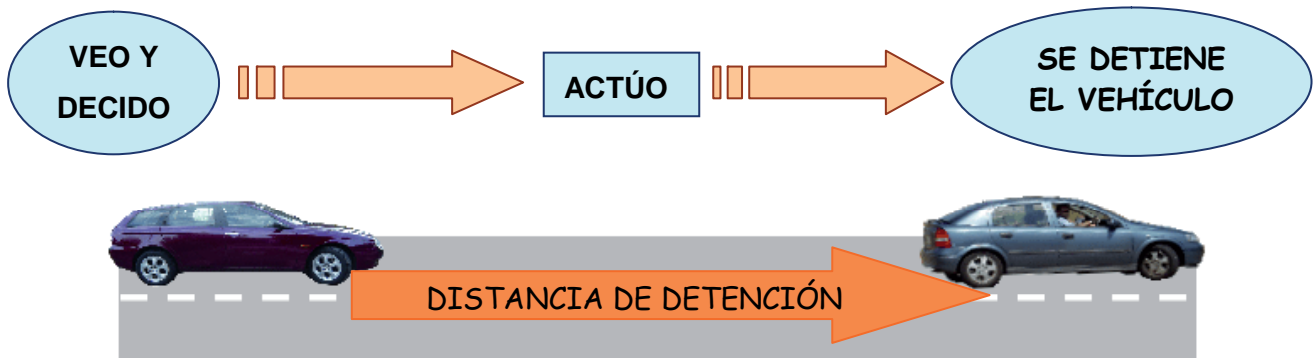 VEO Y
DECIDO
ACTÚO
SE DETIENE
EL VEHÍCULO
DISTANCIA DE DETENCIÓN